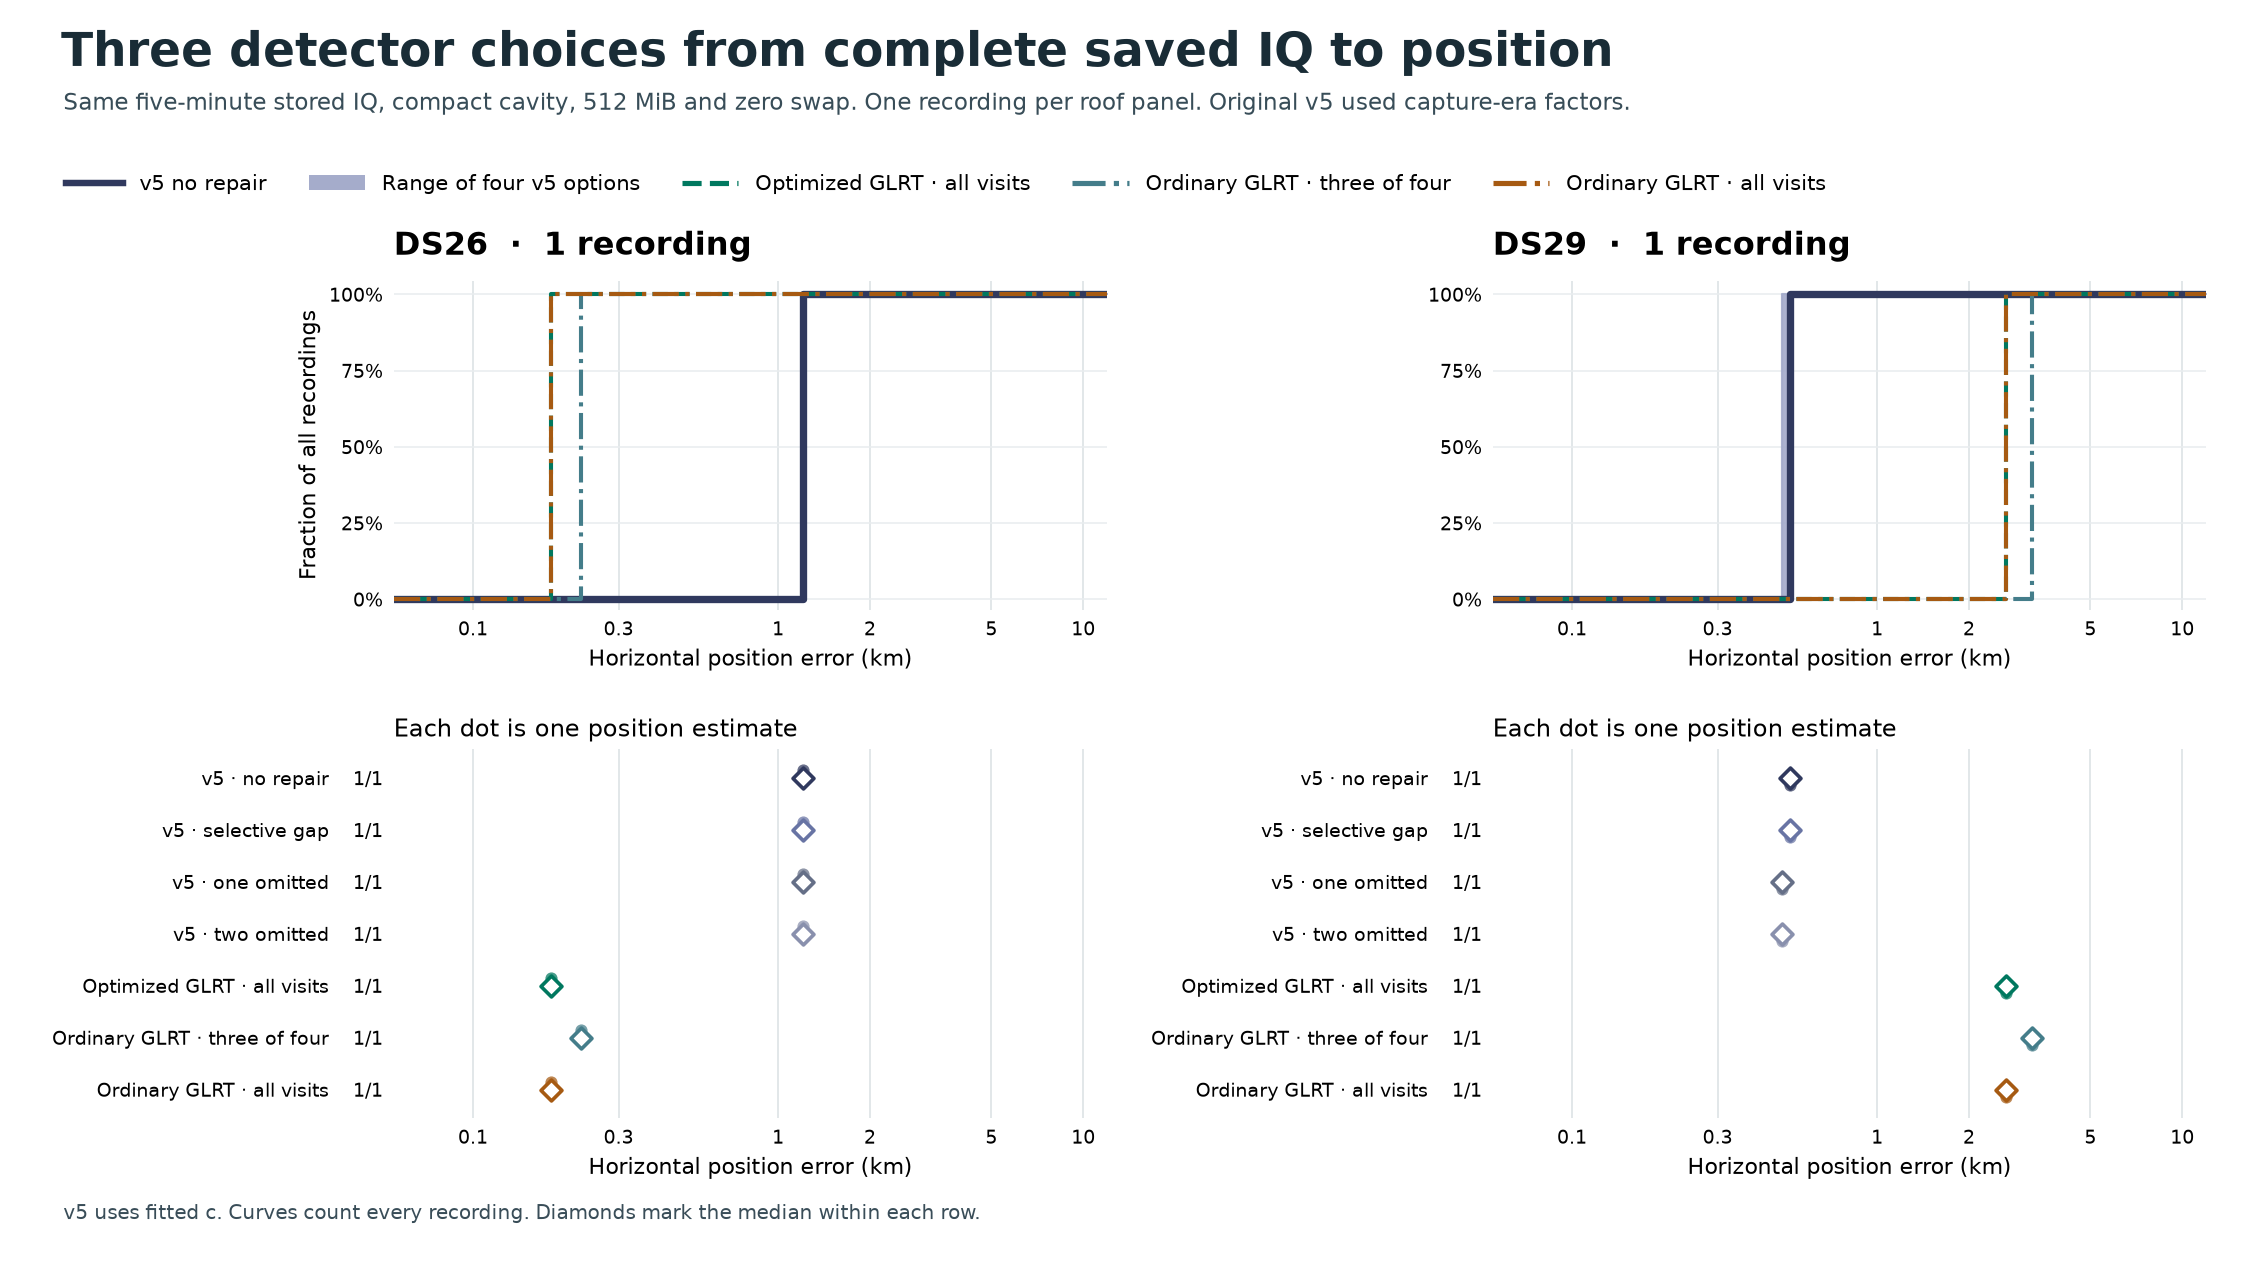 Three detector choices from complete saved IQ to position
Same five-minute stored IQ, compact cavity, 512 MiB and zero swap. One recording per roof panel. Original v5 used capture-era factors.
v5 no repair
Range of four v5 options
Optimized GLRT · all visits
Ordinary GLRT · three of four
Ordinary GLRT · all visits
DS26 · 1 recording
Fraction of all recordings
100%
75%
50%
25%
0%
0.1 0.3 1 2 5 10
Horizontal position error (km)
DS29 · 1 recording
100%
75%
50%
25%
0%
0.1 0.3 1 2 5 10
Horizontal position error (km)
Each dot is one position estimate
v5 · no repair 1/1
v5 · selective gap 1/1
v5 · one omitted 1/1
v5 · two omitted 1/1
Optimized GLRT · all visits 1/1
Ordinary GLRT · three of four 1/1
Ordinary GLRT · all visits 1/1
0.1 0.3 1 2 5 10
Horizontal position error (km)
Each dot is one position estimate
v5 · no repair 1/1
v5 · selective gap 1/1
v5 · one omitted 1/1
v5 · two omitted 1/1
Optimized GLRT · all visits 1/1
Ordinary GLRT · three of four 1/1
Ordinary GLRT · all visits 1/1
0.1 0.3 1 2 5 10
Horizontal position error (km)
v5 uses fitted c. Curves count every recording. Diamonds mark the median within each row.